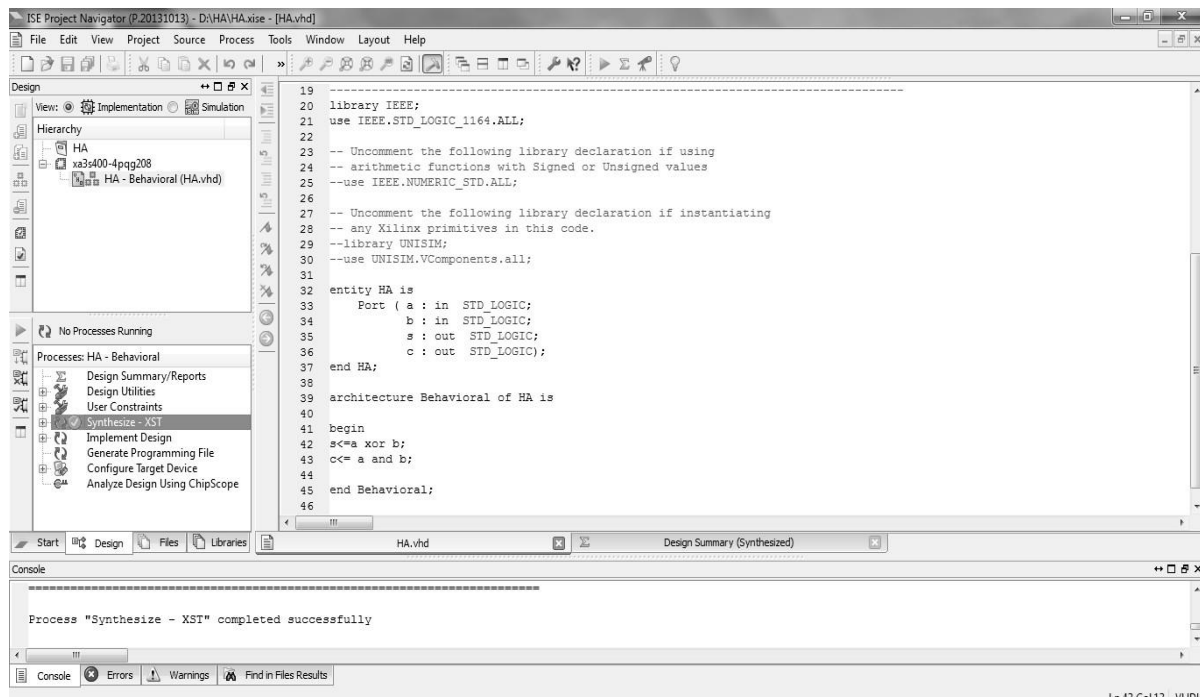 ISE Project Navigator (P.20131013) - D:\HA\HA.xise - [HA.vhd]
File Edit View Project Source Process Tools Window Layout Help
Design
View: Implementation Simulation
Hierarchy
HA
xa3s400-4pqg208
HA - Behavioral (HA.vhd)
No Processes Running
Processes: HA - Behavioral
Design Summary/Reports
Design Utilities
User Constraints
Synthesize - XST
Implement Design
Generate Programming File
Configure Target Device
Analyze Design Using ChipScope
Start Design Files Libraries
19 --------------------------------------------------------------------------------
20 library IEEE;
21 use IEEE.STD_LOGIC_1164.ALL;
22
23 -- Uncomment the following library declaration if using
24 -- arithmetic functions with Signed or Unsigned values
25 --use IEEE.NUMERIC_STD.ALL;
26
27 -- Uncomment the following library declaration if instantiating
28 -- any Xilinx primitives in this code.
29 --library UNISIM;
30 --use UNISIM.VComponents.all;
31
32 entity HA is
33 Port ( a : in STD_LOGIC;
34 b : in STD_LOGIC;
35 s : out STD_LOGIC;
36 c : out STD_LOGIC);
37 end HA;
38
39 architecture Behavioral of HA is
40
41 begin
42 s<=a xor b;
43 c<= a and b;
44
45 end Behavioral;
46
HA.vhd Design Summary (Synthesized)
Console
=========================================================================
Process "Synthesize - XST" completed successfully
Console Errors Warnings Find in Files Results